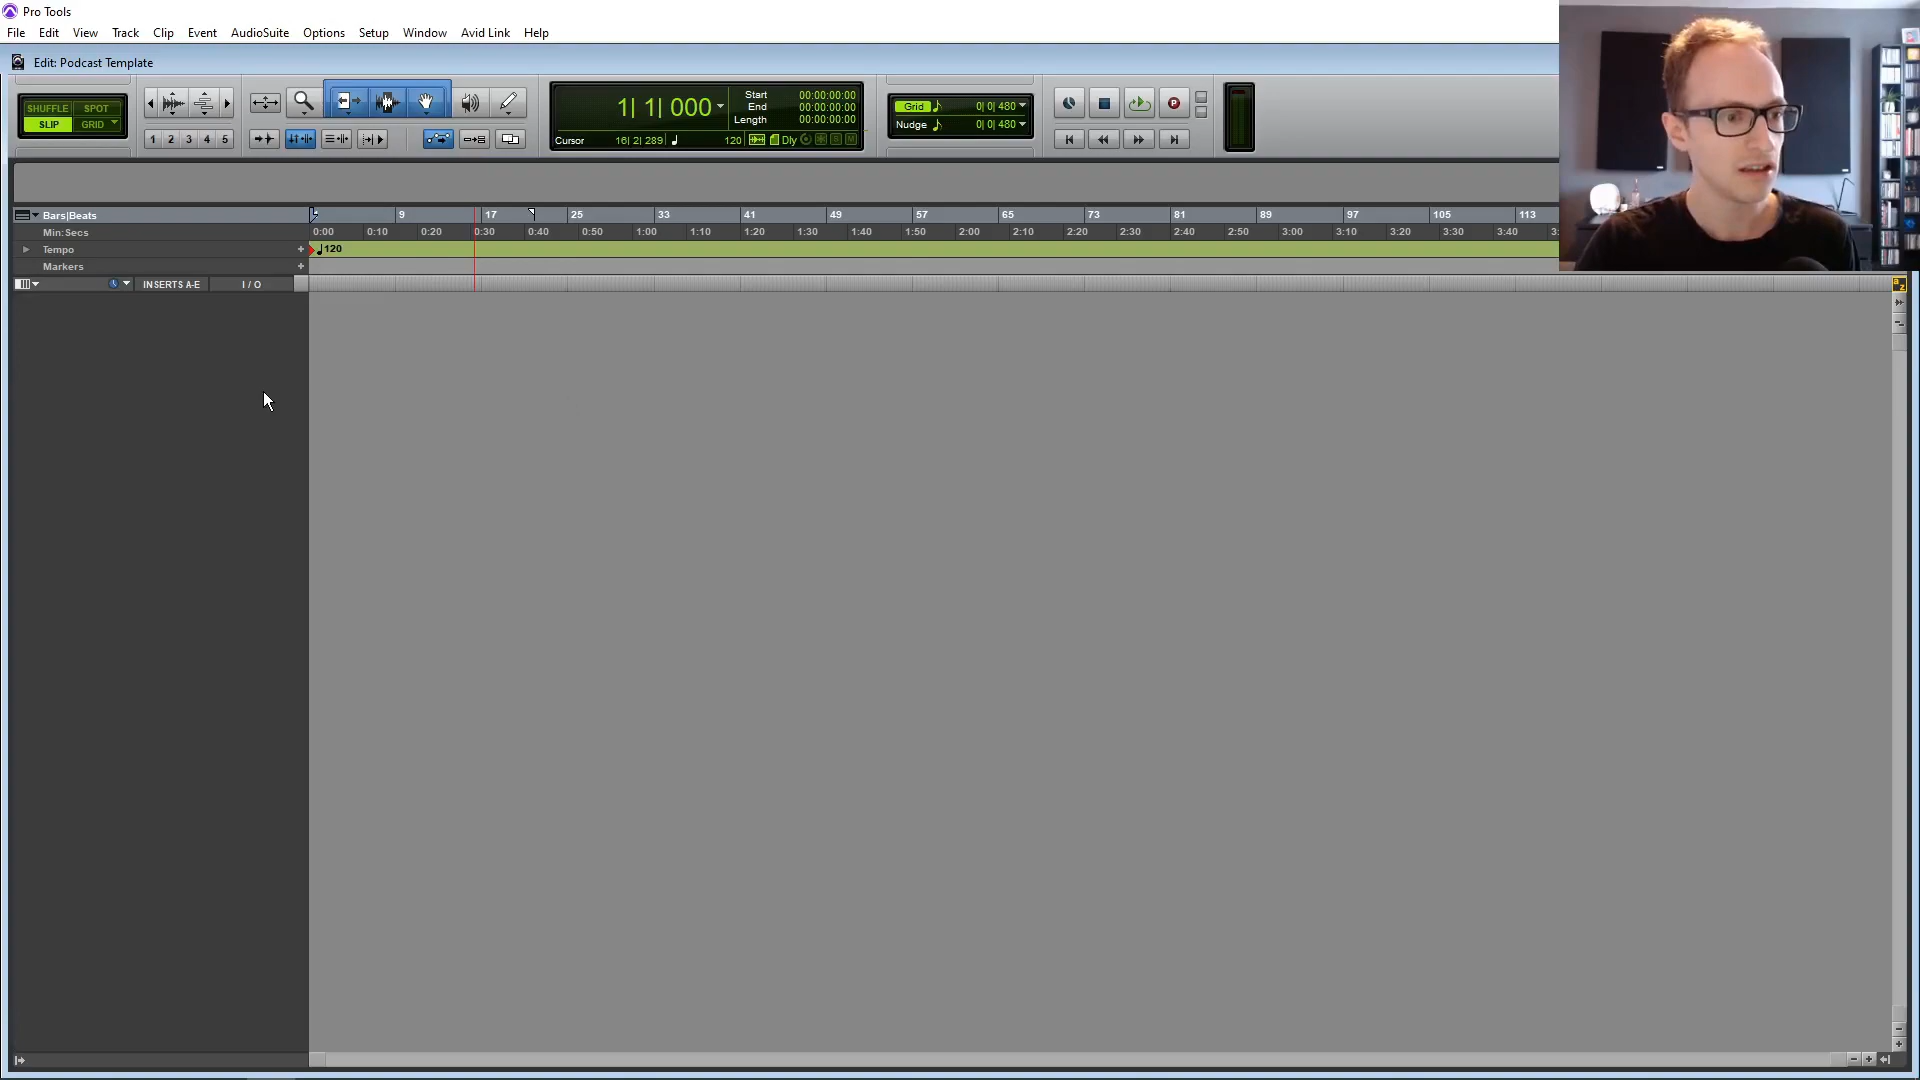 Pro Tools
File Edit View Track Clip Event AudioSuite Options Setup Window Avid Link Help
Edit: Podcast Template
SHUFFLE SPOT
SLIP GRID
1 2 3 4 5
1| 1| 000
Start 00:00:00:00
End 00:00:00:00
Length 00:00:00:00
Cursor 16| 2| 289 120 Dly
Grid 0| 0| 480
Nudge 0| 0| 480
Bars|Beats 9 17 25 33 41 49 57 65 73 81 89 97 105 113
Min:Secs 0:00 0:10 0:20 0:30 0:40 0:50 1:00 1:10 1:20 1:30 1:40 1:50 2:00 2:10 2:20 2:30 2:40 2:50 3:00 3:10 3:20 3:30 3:40
Tempo + 120
Markers +
INSERTS A-E I / O